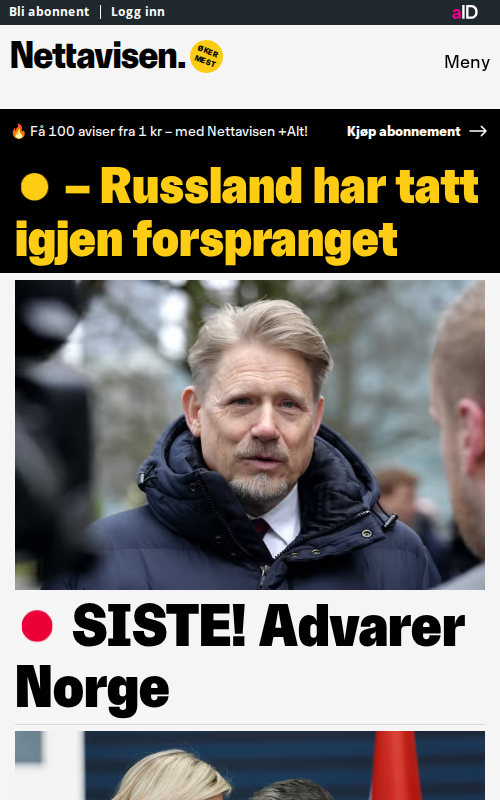 Bli abonnent | Logg inn
aID
Nettavisen.
ØKER
MEST
Meny
🔥 Få 100 aviser fra 1 kr – med Nettavisen +Alt!
Kjøp abonnement →
– Russland har tatt
igjen forspranget
SISTE! Advarer
Norge